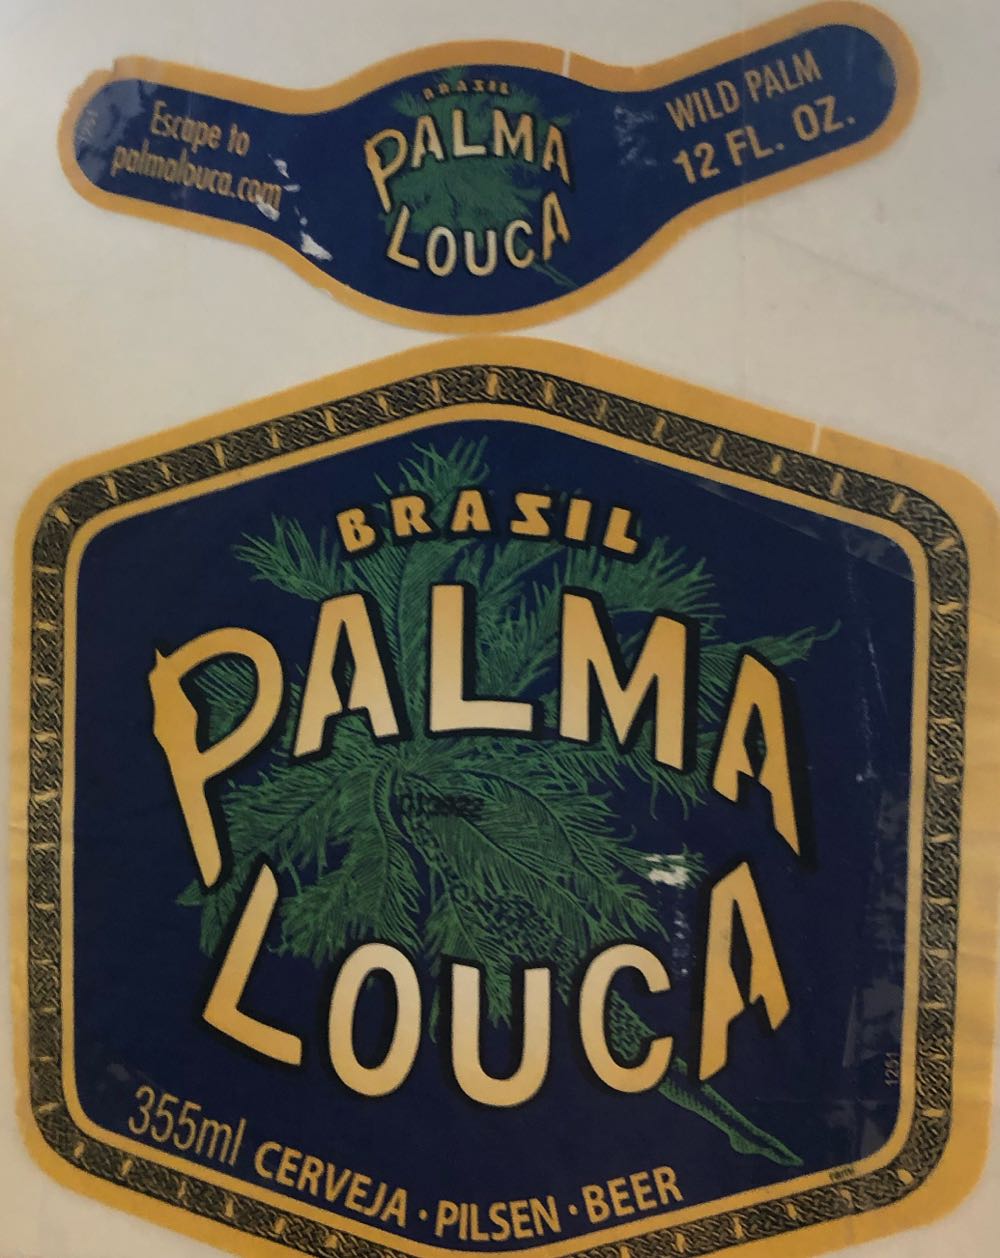 Escape to
palmalouca.com
BRASIL
PALMA
LOUCA
WILD PALM
12 FL. OZ.
BRASIL
PALMA
LOUCA
355ml CERVEJA · PILSEN · BEER
1251